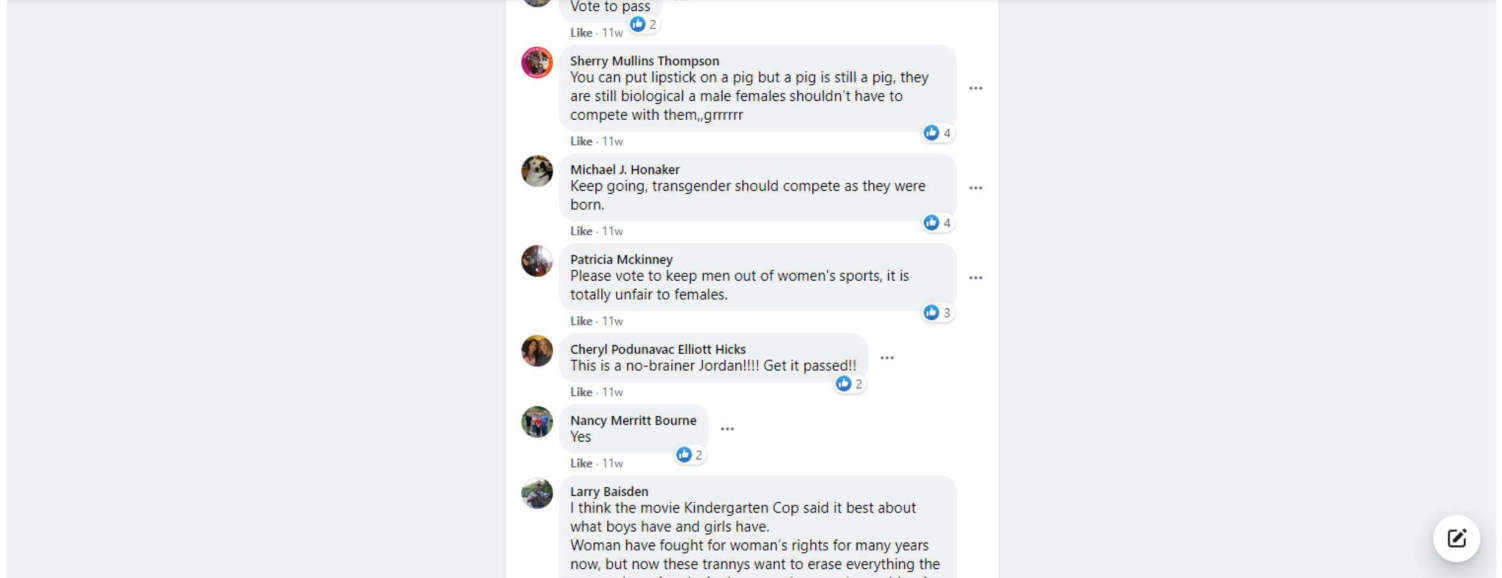 Vote to pass
Like · 11w
2
Sherry Mullins Thompson
You can put lipstick on a pig but a pig is still a pig, they
are still biological a male females shouldn't have to
compete with them,,grrrrrr
4
Like · 11w
Michael J. Honaker
Keep going, transgender should compete as they were
born.
4
Like · 11w
Patricia Mckinney
Please vote to keep men out of women's sports, it is
totally unfair to females.
3
Like · 11w
Cheryl Podunavac Elliott Hicks
This is a no-brainer Jordan!!!! Get it passed!!
2
Like · 11w
Nancy Merritt Bourne
Yes
2
Like · 11w
Larry Baisden
I think the movie Kindergarten Cop said it best about
what boys have and girls have.
Woman have fought for woman's rights for many years
now, but now these trannys want to erase everything the